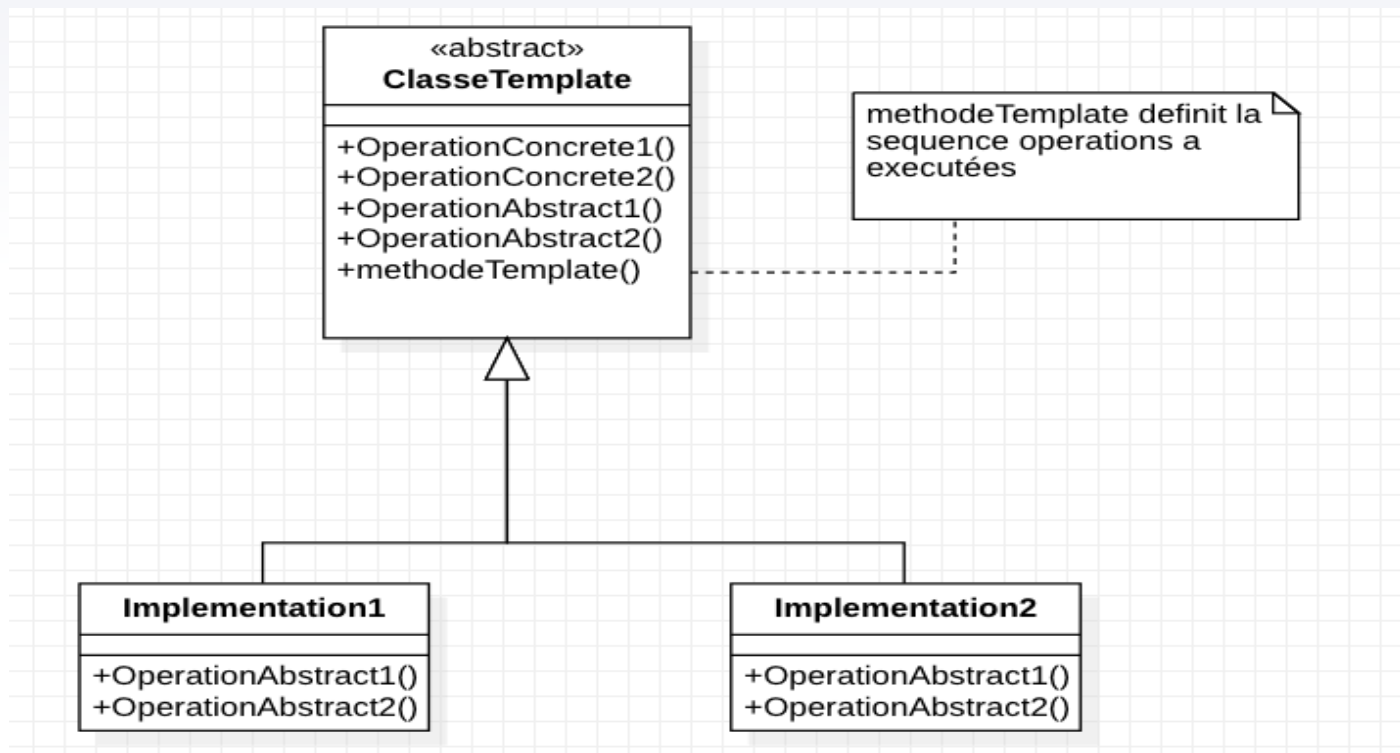 «abstract»
ClasseTemplate
+OperationConcrete1()
+OperationConcrete2()
+OperationAbstract1()
+OperationAbstract2()
+methodeTemplate()
methodeTemplate definit la
sequence operations a
executées
Implementation1
+OperationAbstract1()
+OperationAbstract2()
Implementation2
+OperationAbstract1()
+OperationAbstract2()